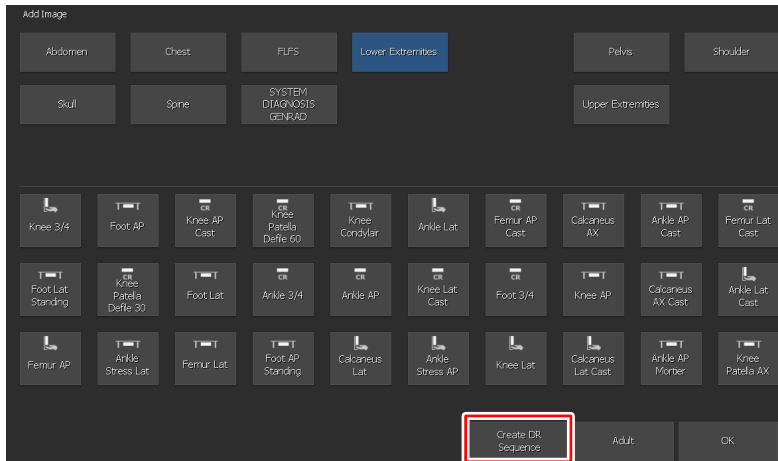 Add Image
Abdomen
Chest
FLFS
Lower Extremities
Pelvis
Shoulder
Skull
Spine
SYSTEM
DIAGNOSIS
GENRAD
Upper Extremities
Knee 3/4
T T
Foot AP
CR
Knee AP
Cast
CR
Knee
Patella
Defile 60
T T
Knee
Condylair
Ankle Lat
CR
Femur AP
Cast
T T
Calcaneus
AX
T T
Ankle AP
Cast
CR
Femur Lat
Cast
T T
Foot Lat
Standing
CR
Knee
Patella
Defile 30
T T
Foot Lat
CR
Ankle 3/4
CR
Ankle AP
CR
Knee Lat
Cast
CR
Foot 3/4
T T
Knee AP
T T
Calcaneus
AX Cast
Ankle Lat
Cast
Femur AP
T T
Ankle
Stress Lat
T T
Femur Lat
T T
Foot AP
Standing
Calcaneus
Lat
Ankle
Stress AP
Knee Lat
Calcaneus
Lat Cast
T T
Ankle AP
Mortier
T T
Knee
Patella AX
Create DR
Sequence
Adult
OK